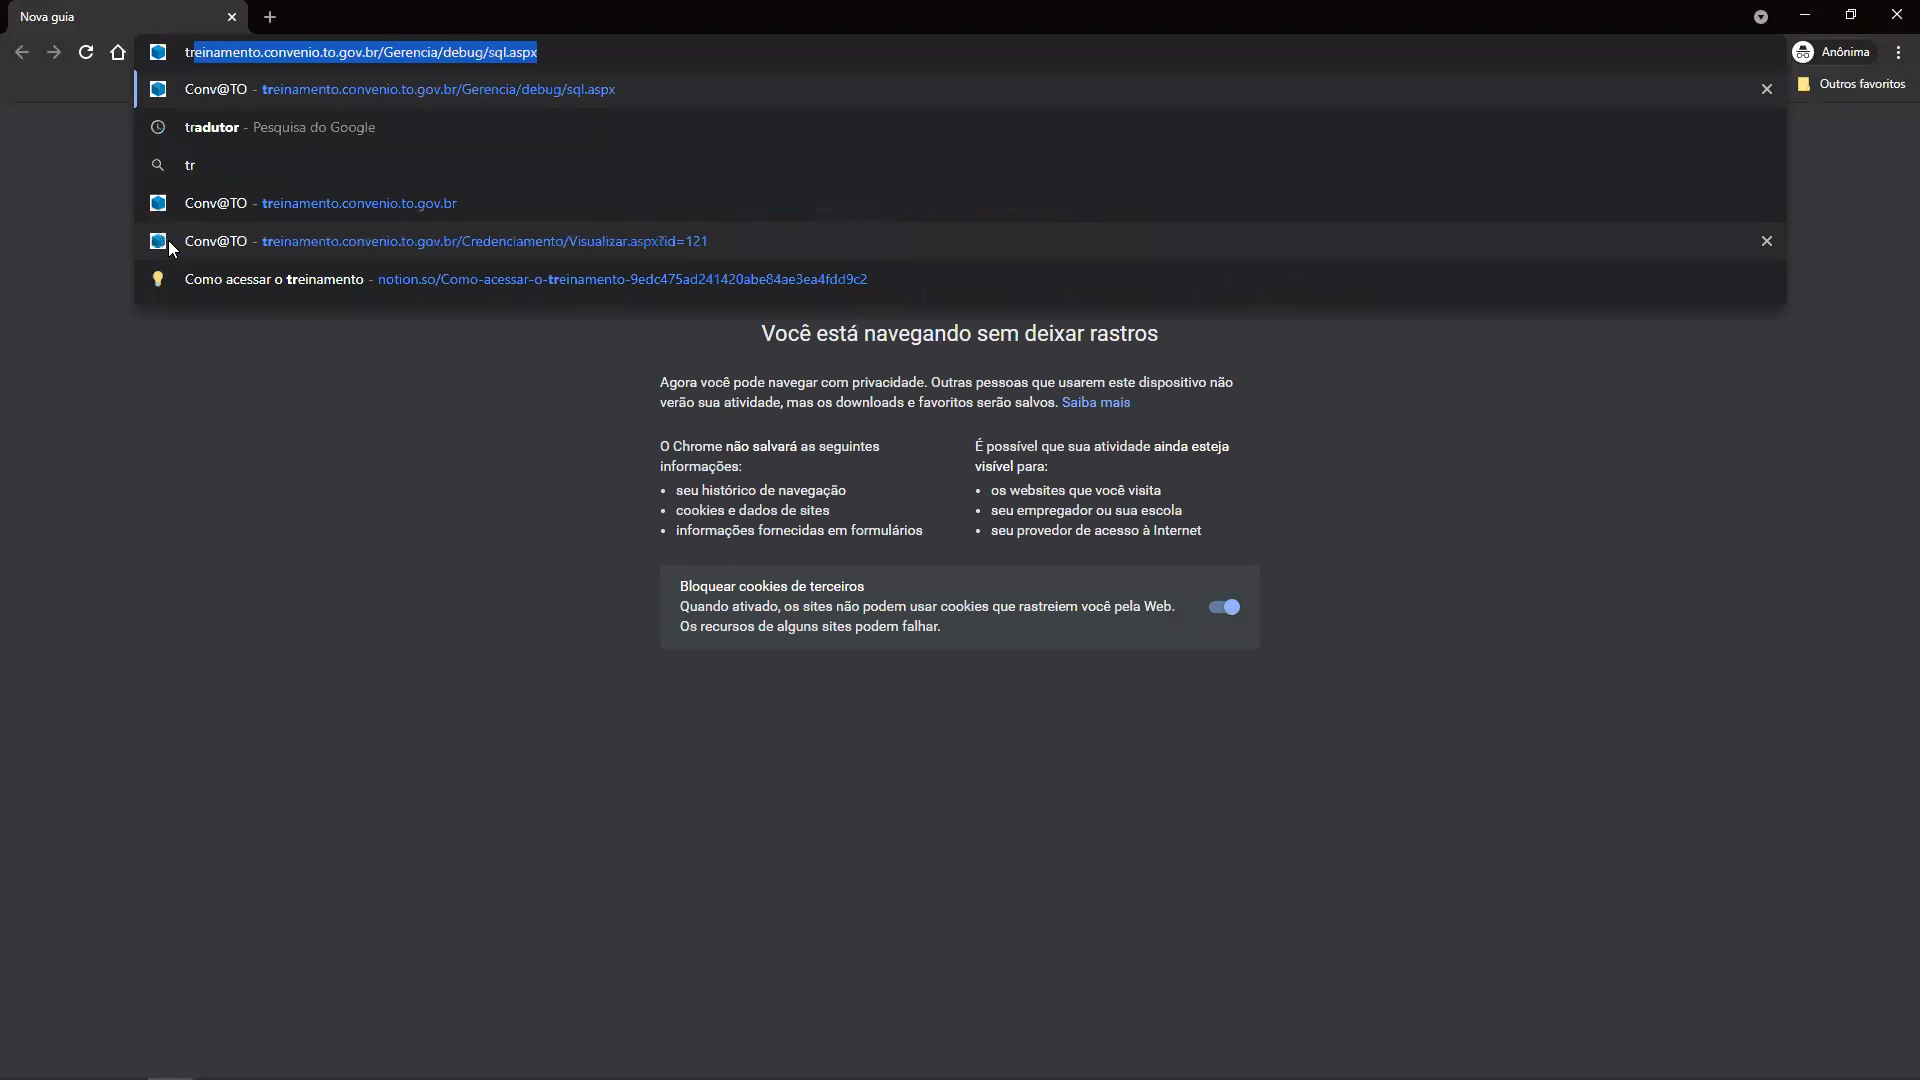 Nova guia
treinamento.convenio.to.gov.br/Gerencia/debug/sql.aspx
Anônima
Conv@TO - treinamento.convenio.to.gov.br/Gerencia/debug/sql.aspx
Outros favoritos
tradutor - Pesquisa do Google
tr
Conv@TO - treinamento.convenio.to.gov.br
Conv@TO - treinamento.convenio.to.gov.br/Credenciamento/Visualizar.aspx?id=121
Como acessar o treinamento - notion.so/Como-acessar-o-treinamento-9edc475ad241420abe84ae3ea4fdd9c2
Você está navegando sem deixar rastros
Agora você pode navegar com privacidade. Outras pessoas que usarem este dispositivo não
verão sua atividade, mas os downloads e favoritos serão salvos. Saiba mais
O Chrome não salvará as seguintes
informações:
• seu histórico de navegação
• cookies e dados de sites
• informações fornecidas em formulários
É possível que sua atividade ainda esteja
visível para:
• os websites que você visita
• seu empregador ou sua escola
• seu provedor de acesso à Internet
Bloquear cookies de terceiros
Quando ativado, os sites não podem usar cookies que rastreiem você pela Web.
Os recursos de alguns sites podem falhar.